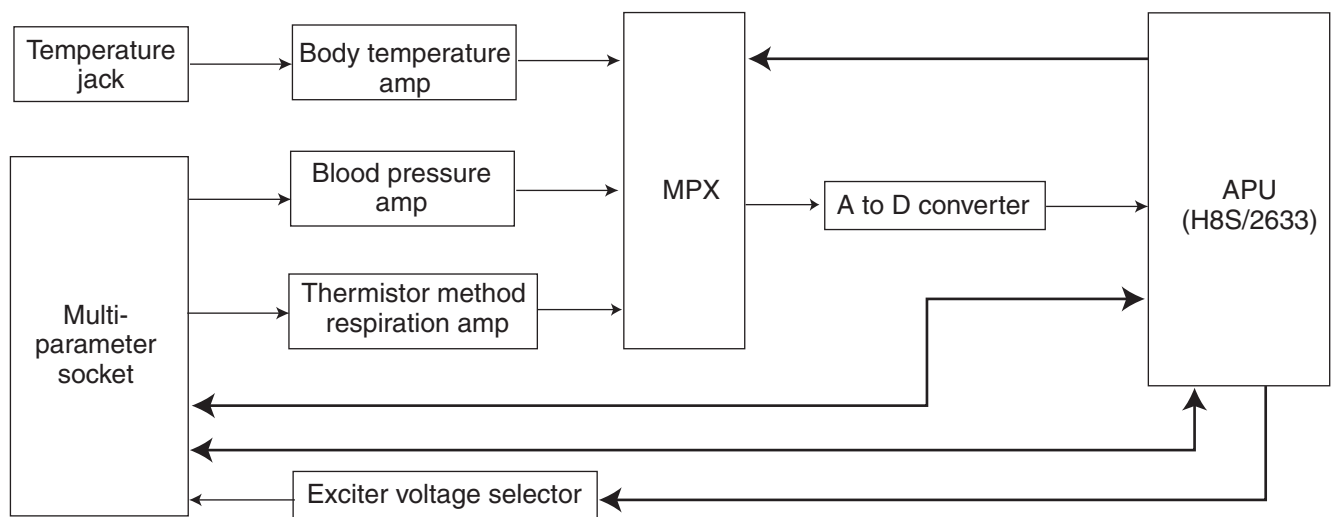 Temperature
jack
Body temperature
amp
Blood pressure
amp
Thermistor method
respiration amp
Multi-
parameter
socket
MPX
A to D converter
APU
(H8S/2633)
Exciter voltage selector